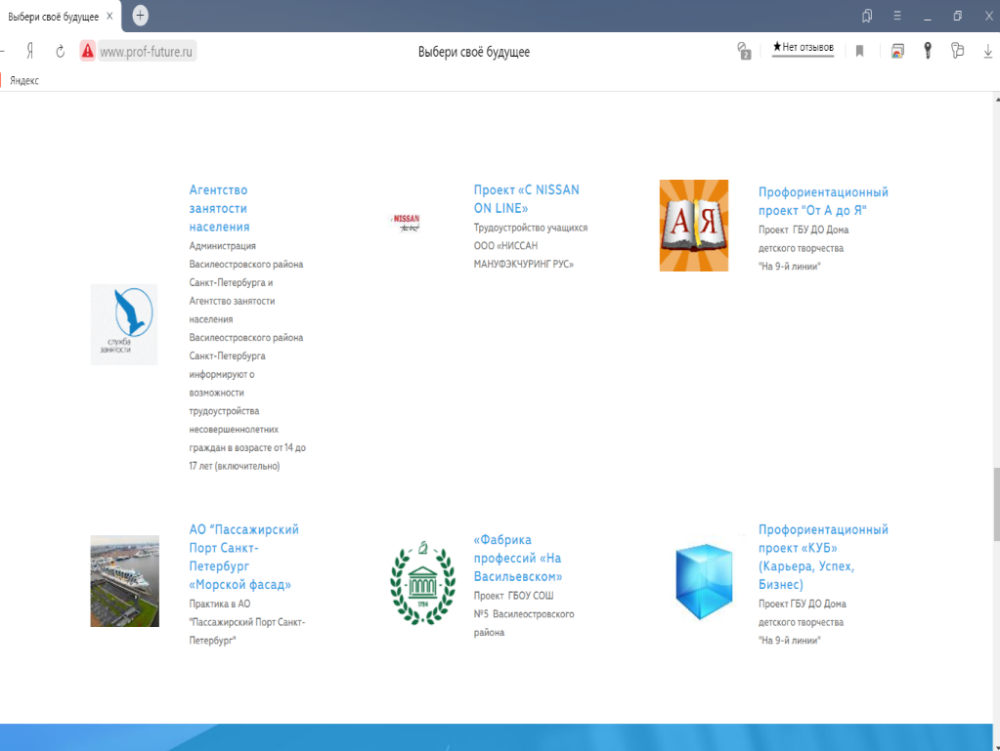 Выбери своё будущее
www.prof-future.ru
Выбери своё будущее
2
★Нет отзывов
Яндекс
Агентство
занятости
населения
Администрация
Василеостровского района
Санкт-Петербурга и
Агентство занятости
населения
Василеостровского района
Санкт-Петербурга
информируют о
возможности
трудоустройства
несовершеннолетних
граждан в возрасте от 14 до
17 лет (включительно)
служба
занятости
NISSAN
Проект «С NISSAN
ON LINE»
Трудоустройство учащихся
ООО «НИССАН
МАНУФЭКЧУРИНГ РУС»
А Я
Профориентационный
проект "От А до Я"
Проект ГБУ ДО Дома
детского творчества
"На 9-й линии"
АО “Пассажирский
Порт Санкт-
Петербург
«Морской фасад»
Практика в АО
"Пассажирский Порт Санкт-
Петербург"
1784
«Фабрика
профессий «На
Васильевском»
Проект ГБОУ СОШ
№5 Василеостровского
района
Профориентационный
проект «КУБ»
(Карьера, Успех,
Бизнес)
Проект ГБУ ДО Дома
детского творчества
"На 9-й линии"